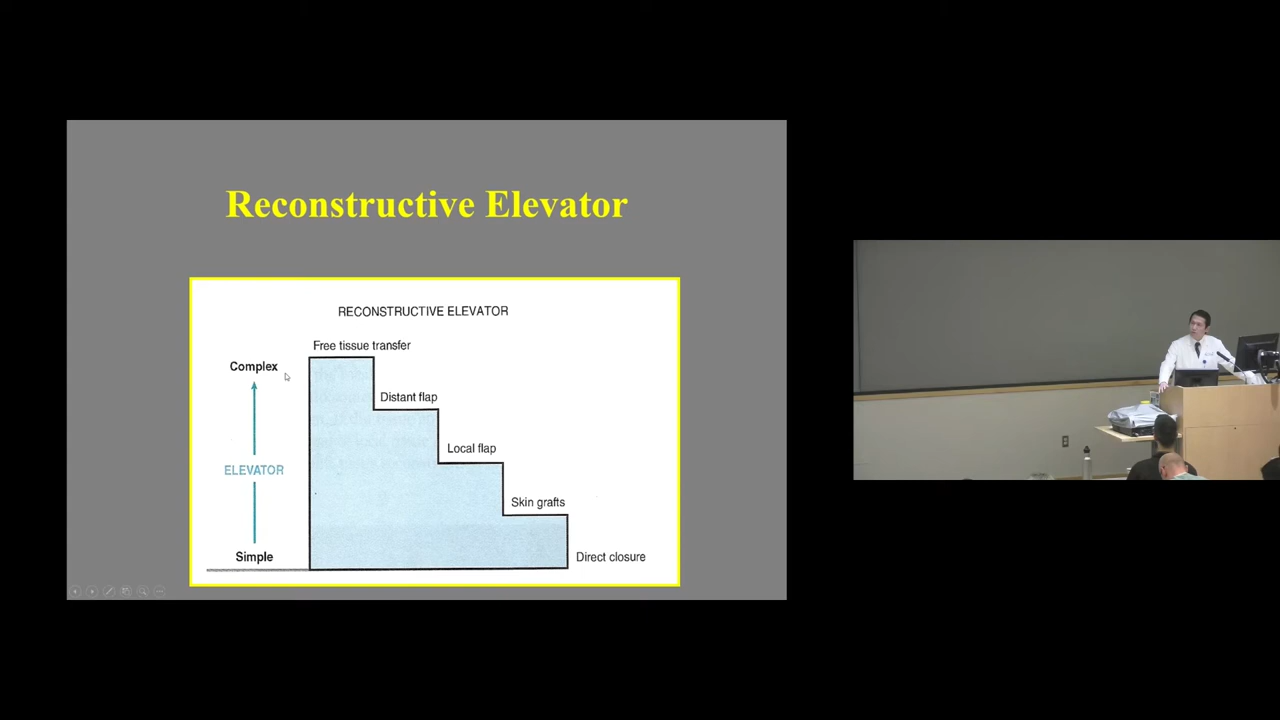 Reconstructive Elevator
RECONSTRUCTIVE ELEVATOR
Free tissue transfer
Complex
Distant flap
Local flap
ELEVATOR
Skin grafts
Simple
Direct closure